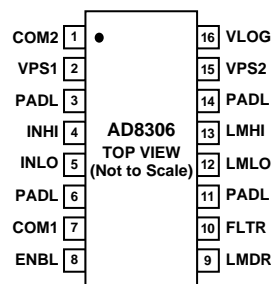 COM2 1 16 VLOG
VPS1 2 15 VPS2
PADL 3 14 PADL
INHI 4 AD8306 13 LMHI
TOP VIEW
INLO 5 (Not to Scale) 12 LMLO
PADL 6 11 PADL
COM1 7 10 FLTR
ENBL 8 9 LMDR